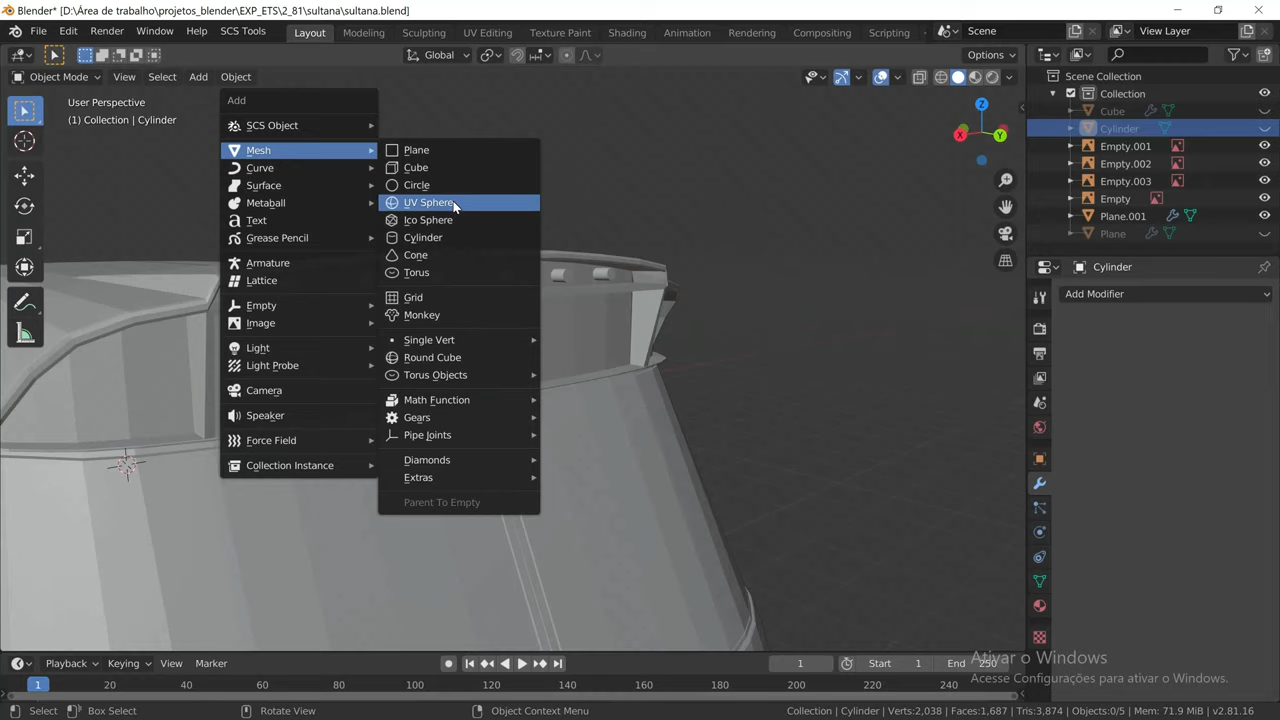 Blender* [D:\Área de trabalho\projetos_blender\EXP_ETS\2_81\sultana\sultana.blend]
File Edit Render Window Help SCS Tools Layout Modeling Sculpting UV Editing Texture Paint Shading Animation Rendering Compositing Scripting Scene View Layer
Global Options
Object Mode View Select Add Object
User Perspective
(1) Collection | Cylinder
Add
SCS Object
Mesh
Curve
Surface
Metaball
Text
Grease Pencil
Armature
Lattice
Empty
Image
Light
Light Probe
Camera
Speaker
Force Field
Collection Instance
Plane
Cube
Circle
UV Sphere
Ico Sphere
Cylinder
Cone
Torus
Grid
Monkey
Single Vert
Round Cube
Torus Objects
Math Function
Gears
Pipe Joints
Diamonds
Extras
Parent To Empty
Z
X
Y
Scene Collection
Collection
Cube
Cylinder
Empty.001
Empty.002
Empty.003
Empty
Plane.001
Plane
Cylinder
Add Modifier
Ativar o Windows
Acesse Configurações para ativar o Windows.
Playback Keying View Marker 1 Start 1 End 250
1 20 40 60 80 100 120 140 160 180 200 220 240
Select Box Select Rotate View Object Context Menu Collection | Cylinder | Verts:2,038 | Faces:1,687 | Tris:3,874 | Objects:0/5 | Mem: 71.9 MiB | v2.81.16